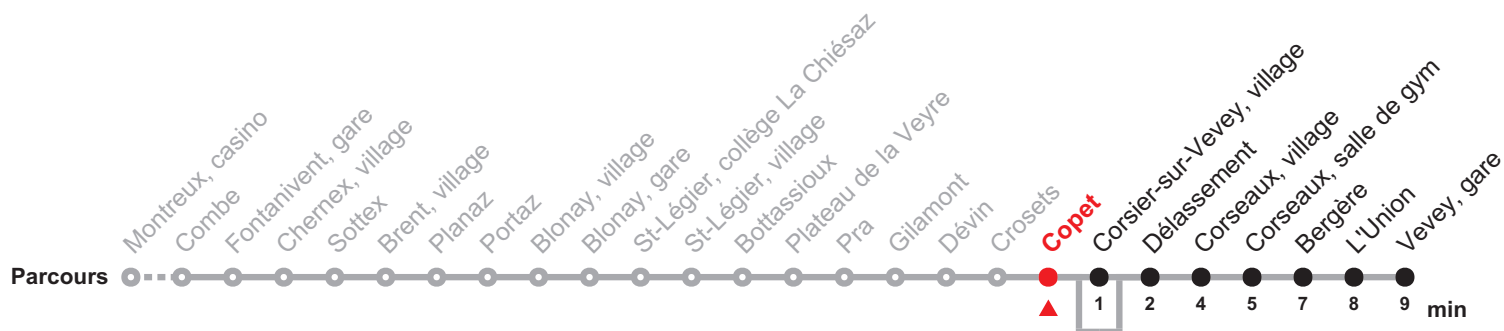 Montreux, casino
Combe
Fontanivent, gare
Chernex, village
Sottex
Brent, village
Planaz
Portaz
Blonay, village
Blonay, gare
St-Légier, collège La Chiésaz
St-Légier, village
Bottassioux
Plateau de la Veyre
Pra
Gilamont
Dévin
Crosets
Copet
Corsier-sur-Vevey, village
Délassement
Corseaux, village
Corseaux, salle de gym
Bergère
L'Union
Vevey, gare
Parcours
1 2 4 5 7 8 9 min